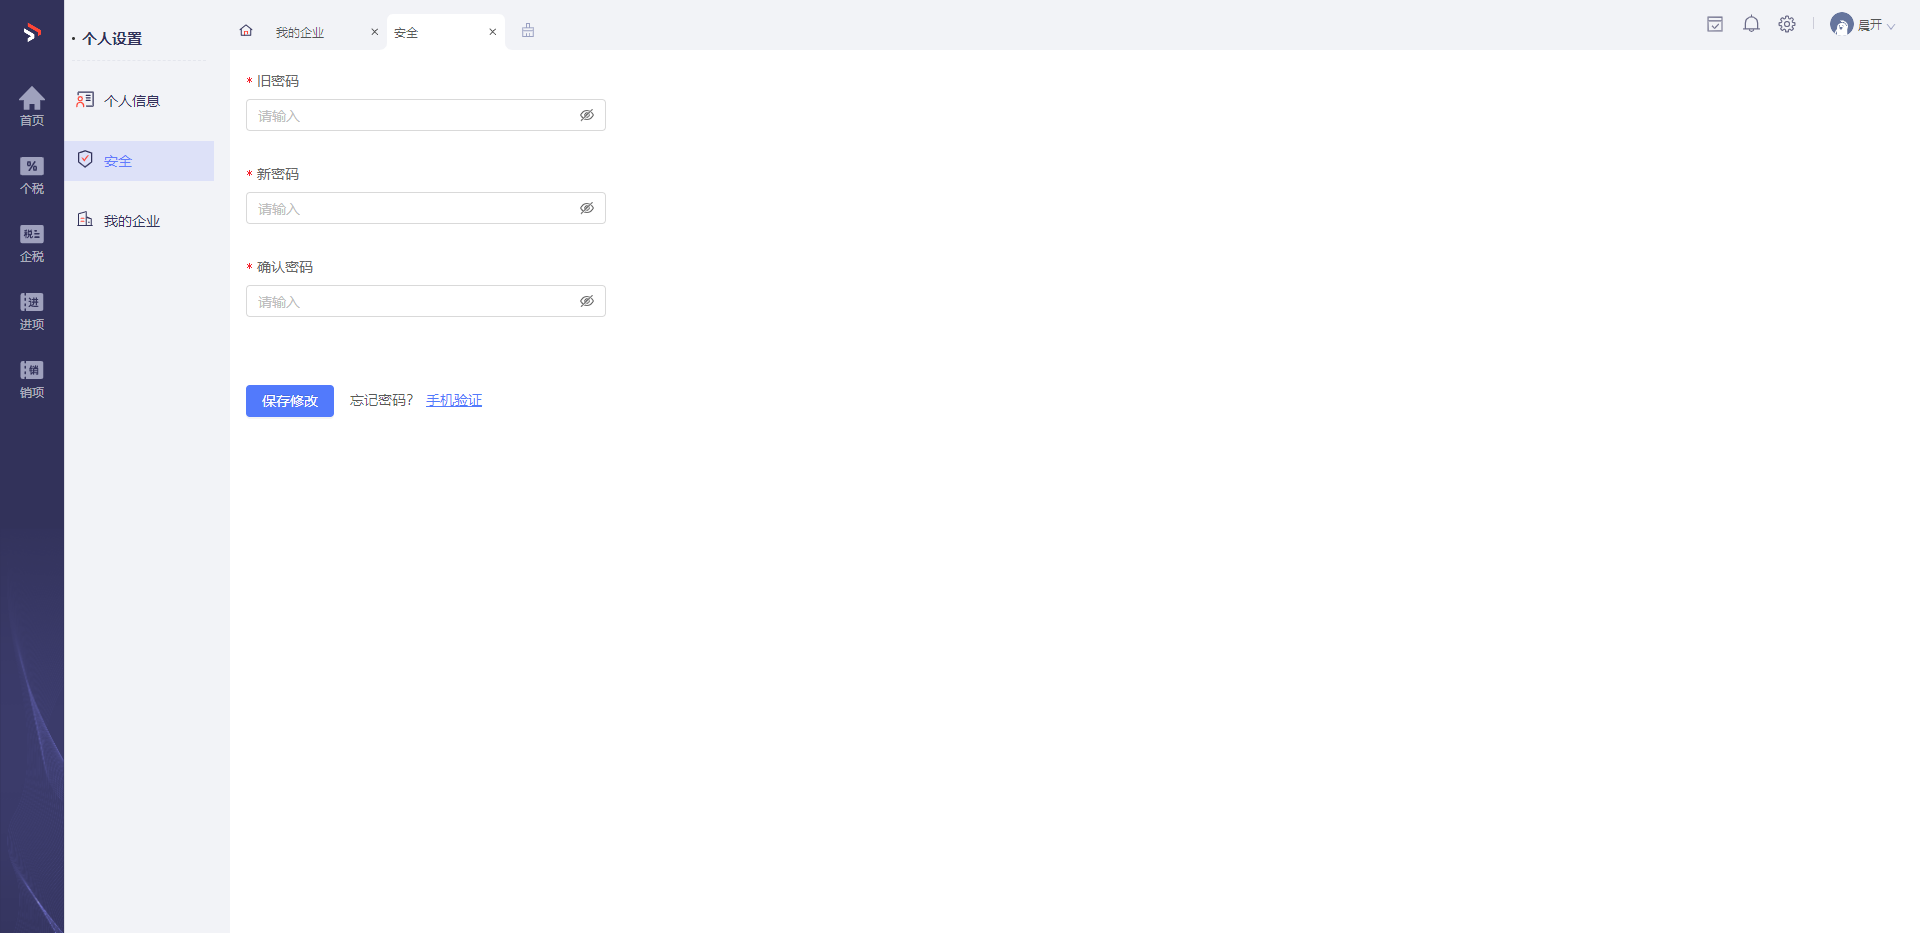 首页
个税
企税
进项
销项
· 个人设置
个人信息
安全
我的企业
我的企业
安全
晨开
* 旧密码
请输入
* 新密码
请输入
* 确认密码
请输入
保存修改 忘记密码? 手机验证